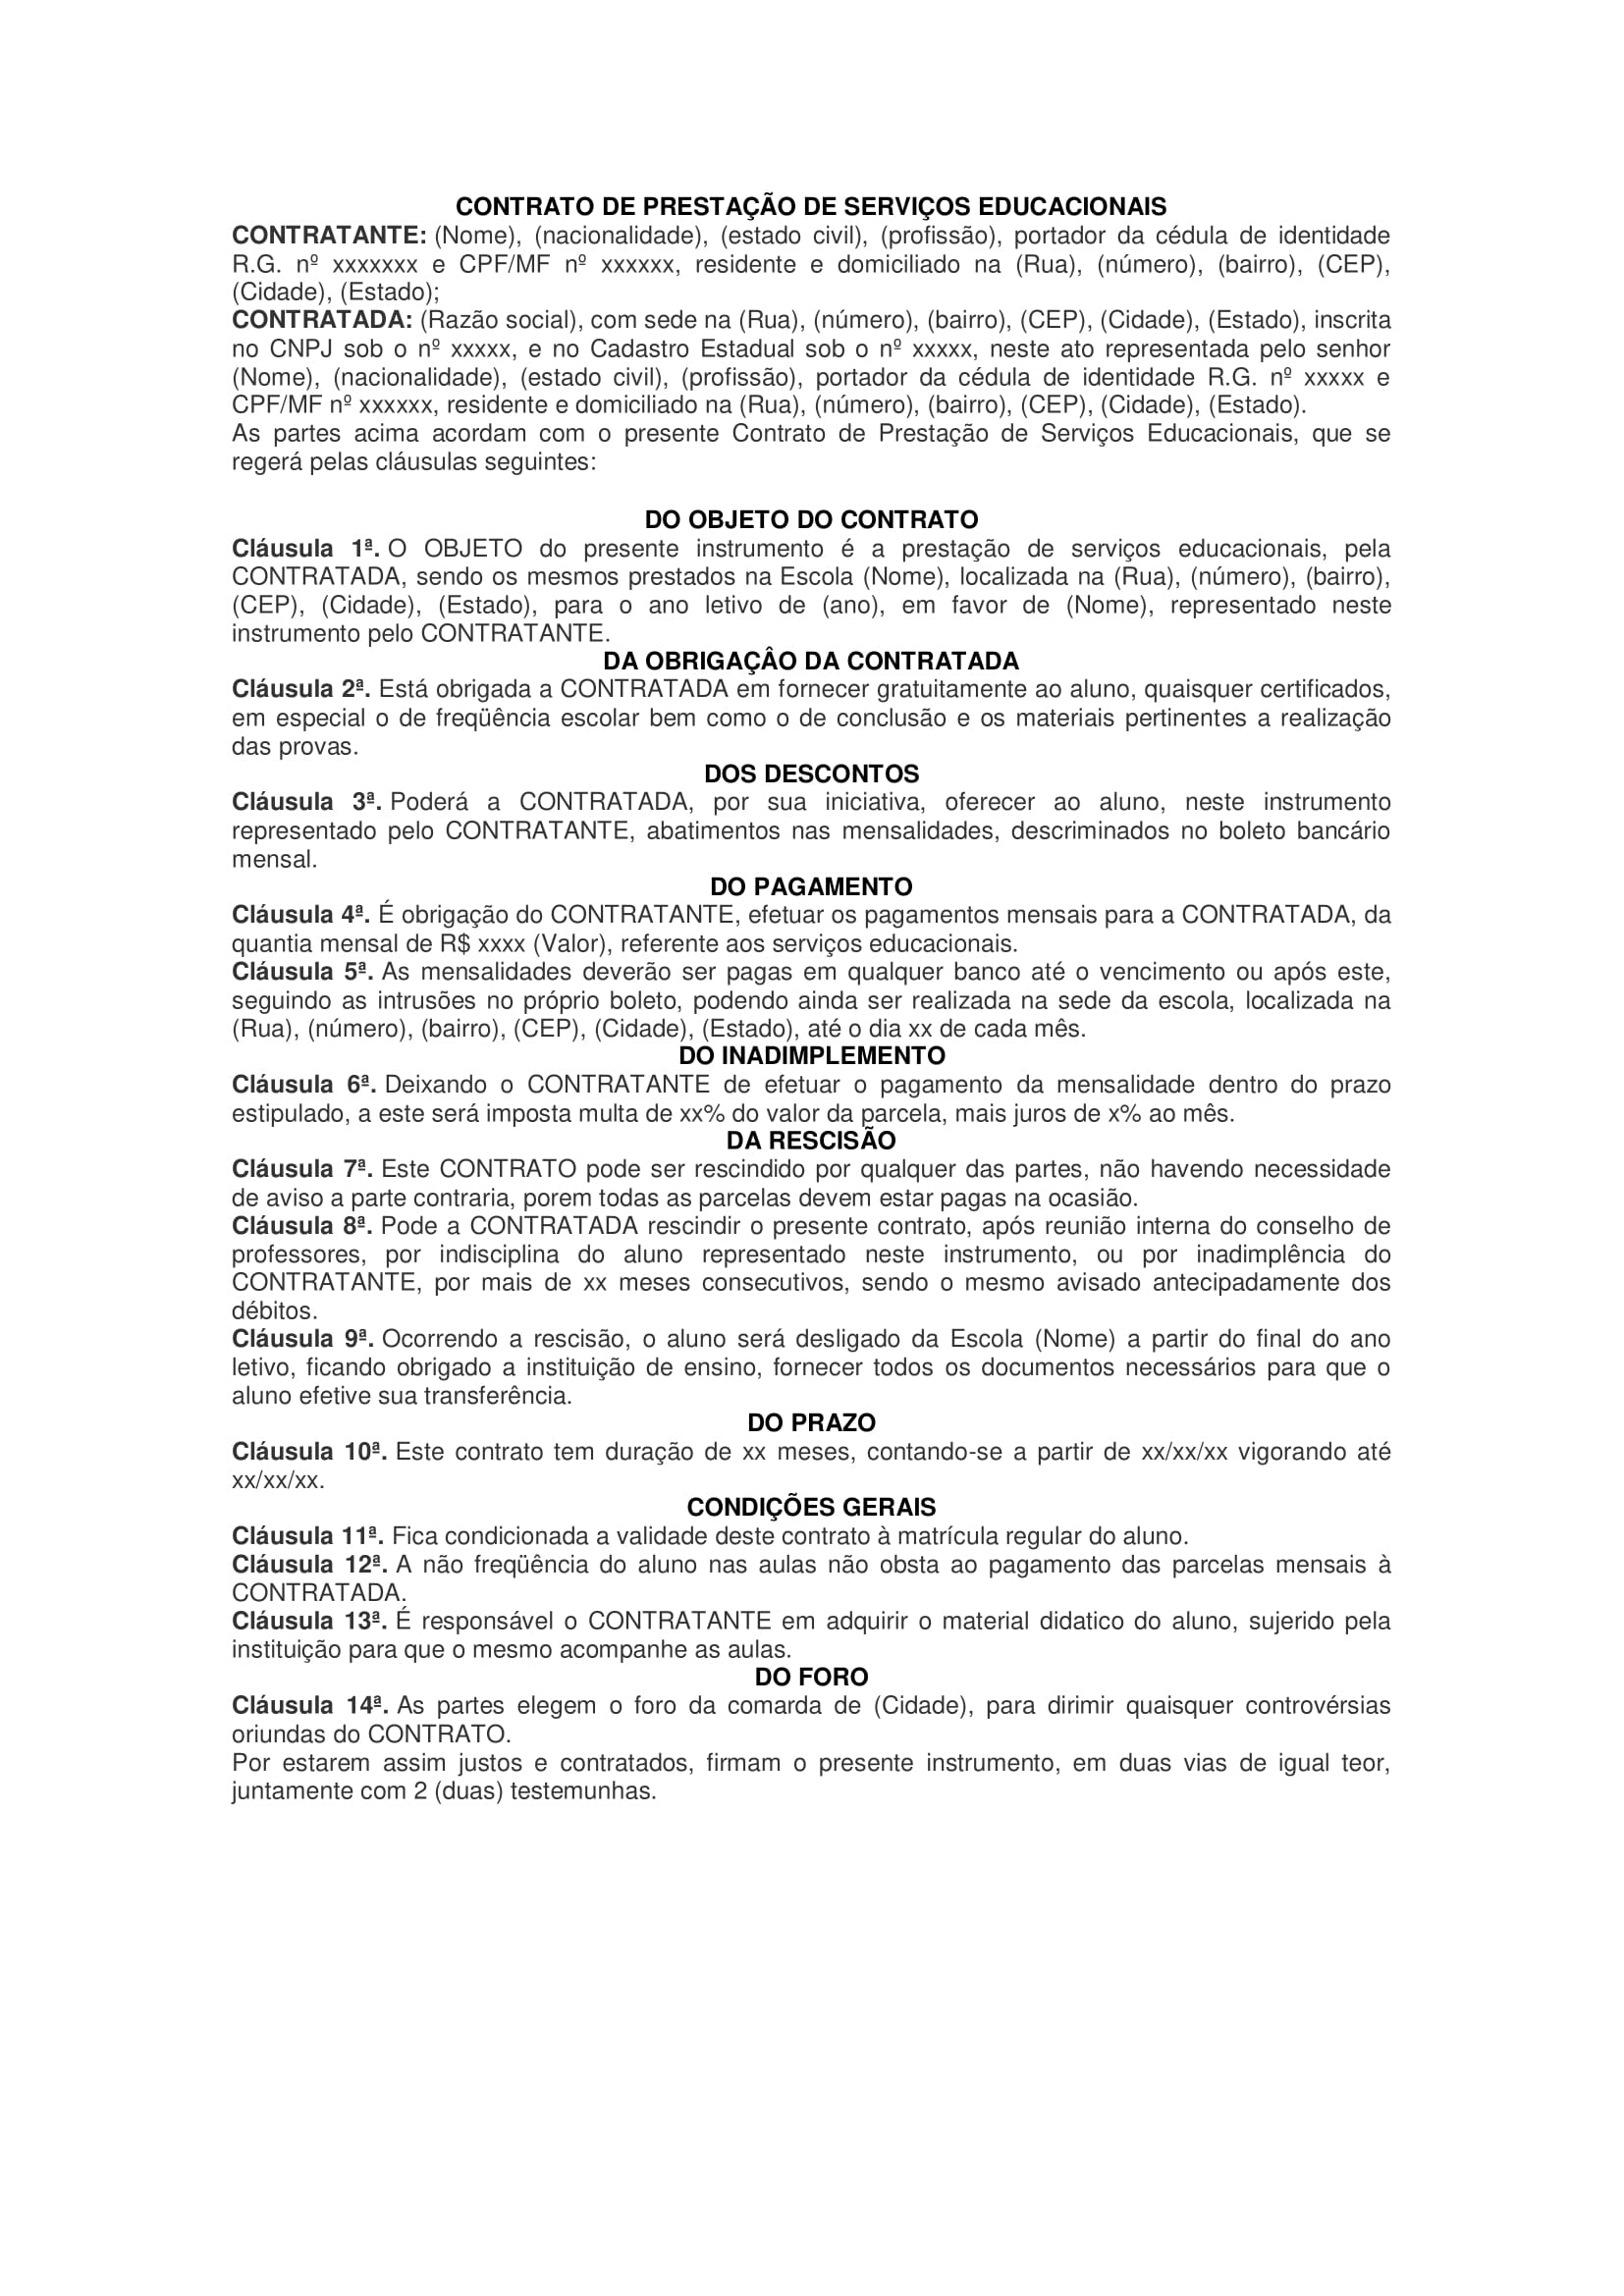 CONTRATO DE PRESTAÇÃO DE SERVIÇOS EDUCACIONAIS
CONTRATANTE: (Nome), (nacionalidade), (estado civil), (profissão), portador da cédula de identidade
R.G. nº xxxxxxx e CPF/MF nº xxxxxx, residente e domiciliado na (Rua), (número), (bairro), (CEP),
(Cidade), (Estado);
CONTRATADA: (Razão social), com sede na (Rua), (número), (bairro), (CEP), (Cidade), (Estado), inscrita
no CNPJ sob o nº xxxxx, e no Cadastro Estadual sob o nº xxxxx, neste ato representada pelo senhor
(Nome), (nacionalidade), (estado civil), (profissão), portador da cédula de identidade R.G. nº xxxxx e
CPF/MF nº xxxxxx, residente e domiciliado na (Rua), (número), (bairro), (CEP), (Cidade), (Estado).
As partes acima acordam com o presente Contrato de Prestação de Serviços Educacionais, que se
regerá pelas cláusulas seguintes:
DO OBJETO DO CONTRATO
Cláusula 1ª. O OBJETO do presente instrumento é a prestação de serviços educacionais, pela
CONTRATADA, sendo os mesmos prestados na Escola (Nome), localizada na (Rua), (número), (bairro),
(CEP), (Cidade), (Estado), para o ano letivo de (ano), em favor de (Nome), representado neste
instrumento pelo CONTRATANTE.
DA OBRIGAÇÂO DA CONTRATADA
Cláusula 2ª. Está obrigada a CONTRATADA em fornecer gratuitamente ao aluno, quaisquer certificados,
em especial o de freqüência escolar bem como o de conclusão e os materiais pertinentes a realização
das provas.
DOS DESCONTOS
Cláusula 3ª. Poderá a CONTRATADA, por sua iniciativa, oferecer ao aluno, neste instrumento
representado pelo CONTRATANTE, abatimentos nas mensalidades, descriminados no boleto bancário
mensal.
DO PAGAMENTO
Cláusula 4ª. É obrigação do CONTRATANTE, efetuar os pagamentos mensais para a CONTRATADA, da
quantia mensal de R$ xxxx (Valor), referente aos serviços educacionais.
Cláusula 5ª. As mensalidades deverão ser pagas em qualquer banco até o vencimento ou após este,
seguindo as intrusões no próprio boleto, podendo ainda ser realizada na sede da escola, localizada na
(Rua), (número), (bairro), (CEP), (Cidade), (Estado), até o dia xx de cada mês.
DO INADIMPLEMENTO
Cláusula 6ª. Deixando o CONTRATANTE de efetuar o pagamento da mensalidade dentro do prazo
estipulado, a este será imposta multa de xx% do valor da parcela, mais juros de x% ao mês.
DA RESCISÃO
Cláusula 7ª. Este CONTRATO pode ser rescindido por qualquer das partes, não havendo necessidade
de aviso a parte contraria, porem todas as parcelas devem estar pagas na ocasião.
Cláusula 8ª. Pode a CONTRATADA rescindir o presente contrato, após reunião interna do conselho de
professores, por indisciplina do aluno representado neste instrumento, ou por inadimplência do
CONTRATANTE, por mais de xx meses consecutivos, sendo o mesmo avisado antecipadamente dos
débitos.
Cláusula 9ª. Ocorrendo a rescisão, o aluno será desligado da Escola (Nome) a partir do final do ano
letivo, ficando obrigado a instituição de ensino, fornecer todos os documentos necessários para que o
aluno efetive sua transferência.
DO PRAZO
Cláusula 10ª. Este contrato tem duração de xx meses, contando-se a partir de xx/xx/xx vigorando até
xx/xx/xx.
CONDIÇÕES GERAIS
Cláusula 11ª. Fica condicionada a validade deste contrato à matrícula regular do aluno.
Cláusula 12ª. A não freqüência do aluno nas aulas não obsta ao pagamento das parcelas mensais à
CONTRATADA.
Cláusula 13ª. É responsável o CONTRATANTE em adquirir o material didatico do aluno, sujerido pela
instituição para que o mesmo acompanhe as aulas.
DO FORO
Cláusula 14ª. As partes elegem o foro da comarda de (Cidade), para dirimir quaisquer controvérsias
oriundas do CONTRATO.
Por estarem assim justos e contratados, firmam o presente instrumento, em duas vias de igual teor,
juntamente com 2 (duas) testemunhas.